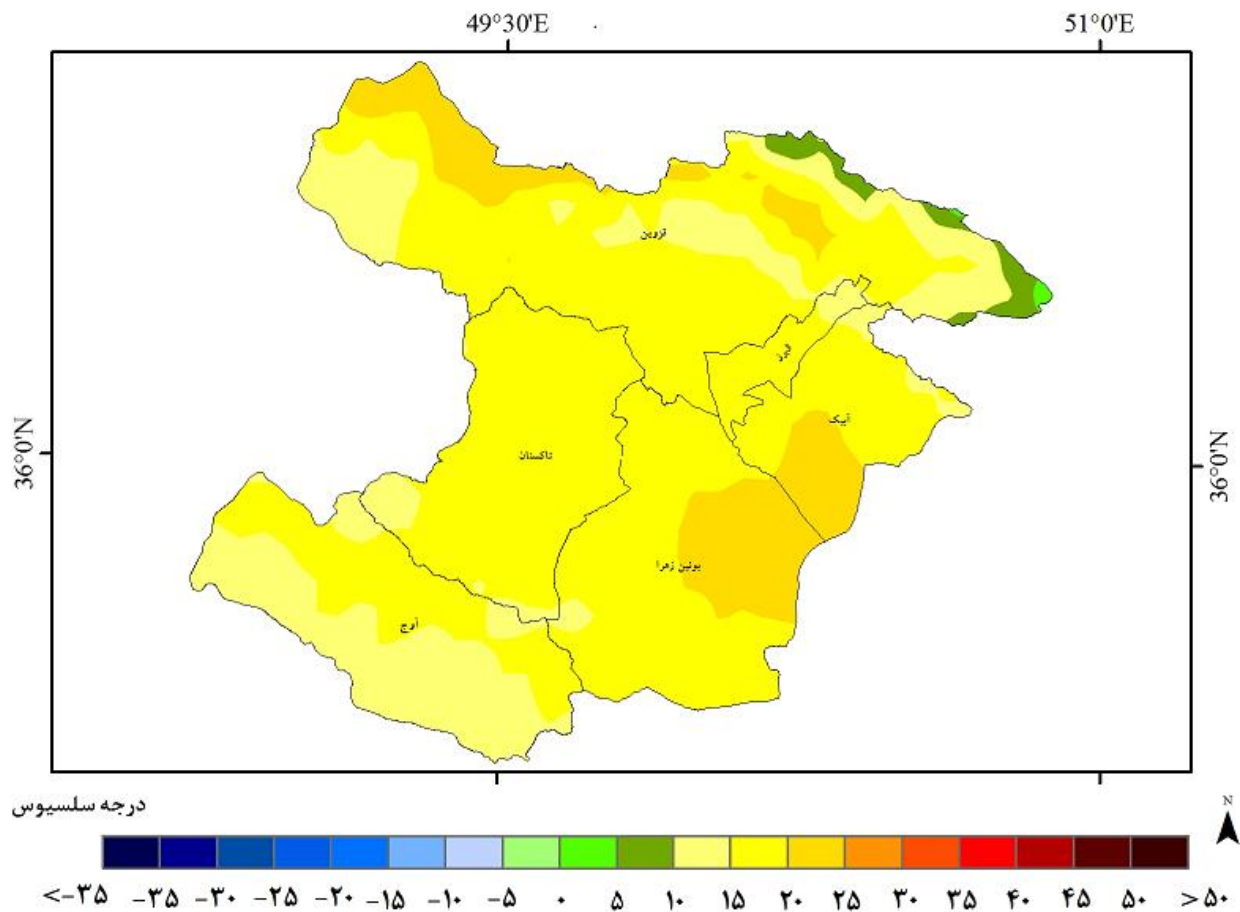 49°30'E
51°0'E
قزوین
البرز
آبیک
36°0'N
36°0'N
تاکستان
بوئین زهرا
آوج
درجه سلسیوس
N
<-۳۵ -۳۵ -۳۰ -۲۵ -۲۰ -۱۵ -۱۰ -۵ ۰ ۵ ۱۰ ۱۵ ۲۰ ۲۵ ۳۰ ۳۵ ۴۰ ۴۵ ۵۰ >۵۰